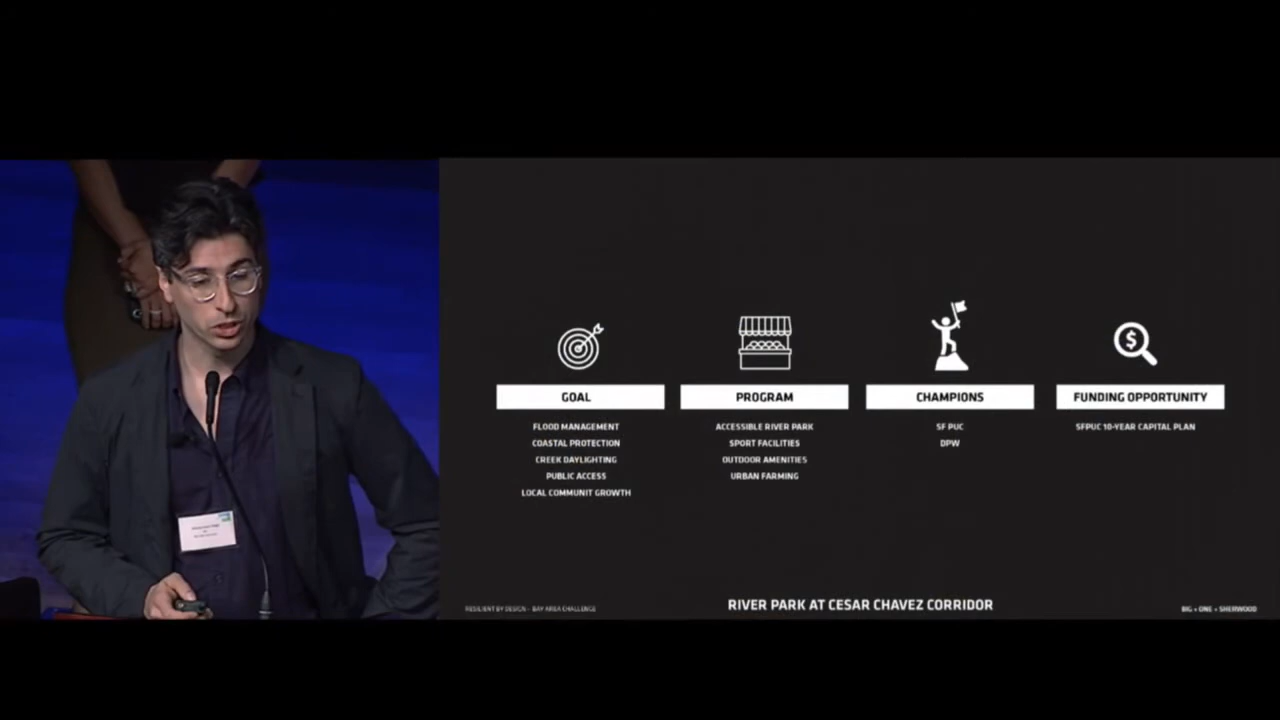 GOAL
FLOOD MANAGEMENT
COASTAL PROTECTION
CREEK DAYLIGHTING
PUBLIC ACCESS
LOCAL COMMUNIT GROWTH
PROGRAM
ACCESSIBLE RIVER PARK
SPORT FACILITIES
OUTDOOR AMENITIES
URBAN FARMING
CHAMPIONS
SF PUC
DPW
FUNDING OPPORTUNITY
SFPUC 10-YEAR CAPITAL PLAN
$
RESILIENT BY DESIGN - BAY AREA CHALLENGE
RIVER PARK AT CESAR CHAVEZ CORRIDOR
BIG + ONE + SHERWOOD